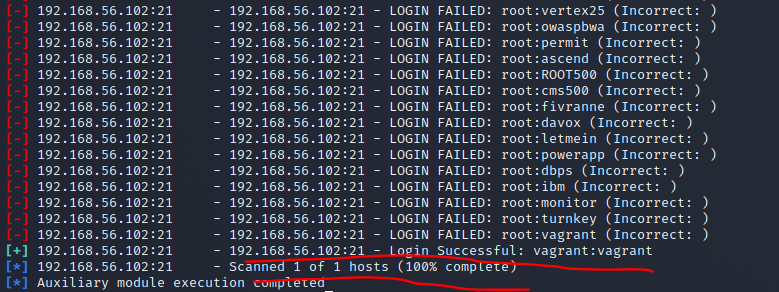 [-] 192.168.56.102:21 - 192.168.56.102:21 - LOGIN FAILED: root:vertex25 (Incorrect: )
[-] 192.168.56.102:21 - 192.168.56.102:21 - LOGIN FAILED: root:owaspbwa (Incorrect: )
[-] 192.168.56.102:21 - 192.168.56.102:21 - LOGIN FAILED: root:permit (Incorrect: )
[-] 192.168.56.102:21 - 192.168.56.102:21 - LOGIN FAILED: root:ascend (Incorrect: )
[-] 192.168.56.102:21 - 192.168.56.102:21 - LOGIN FAILED: root:ROOT500 (Incorrect: )
[-] 192.168.56.102:21 - 192.168.56.102:21 - LOGIN FAILED: root:cms500 (Incorrect: )
[-] 192.168.56.102:21 - 192.168.56.102:21 - LOGIN FAILED: root:fivranne (Incorrect: )
[-] 192.168.56.102:21 - 192.168.56.102:21 - LOGIN FAILED: root:davox (Incorrect: )
[-] 192.168.56.102:21 - 192.168.56.102:21 - LOGIN FAILED: root:letmein (Incorrect: )
[-] 192.168.56.102:21 - 192.168.56.102:21 - LOGIN FAILED: root:powerapp (Incorrect: )
[-] 192.168.56.102:21 - 192.168.56.102:21 - LOGIN FAILED: root:dbps (Incorrect: )
[-] 192.168.56.102:21 - 192.168.56.102:21 - LOGIN FAILED: root:ibm (Incorrect: )
[-] 192.168.56.102:21 - 192.168.56.102:21 - LOGIN FAILED: root:monitor (Incorrect: )
[-] 192.168.56.102:21 - 192.168.56.102:21 - LOGIN FAILED: root:turnkey (Incorrect: )
[-] 192.168.56.102:21 - 192.168.56.102:21 - LOGIN FAILED: root:vagrant (Incorrect: )
[+] 192.168.56.102:21 - 192.168.56.102:21 - Login Successful: vagrant:vagrant
[*] 192.168.56.102:21 - Scanned 1 of 1 hosts (100% complete)
[*] Auxiliary module execution completed